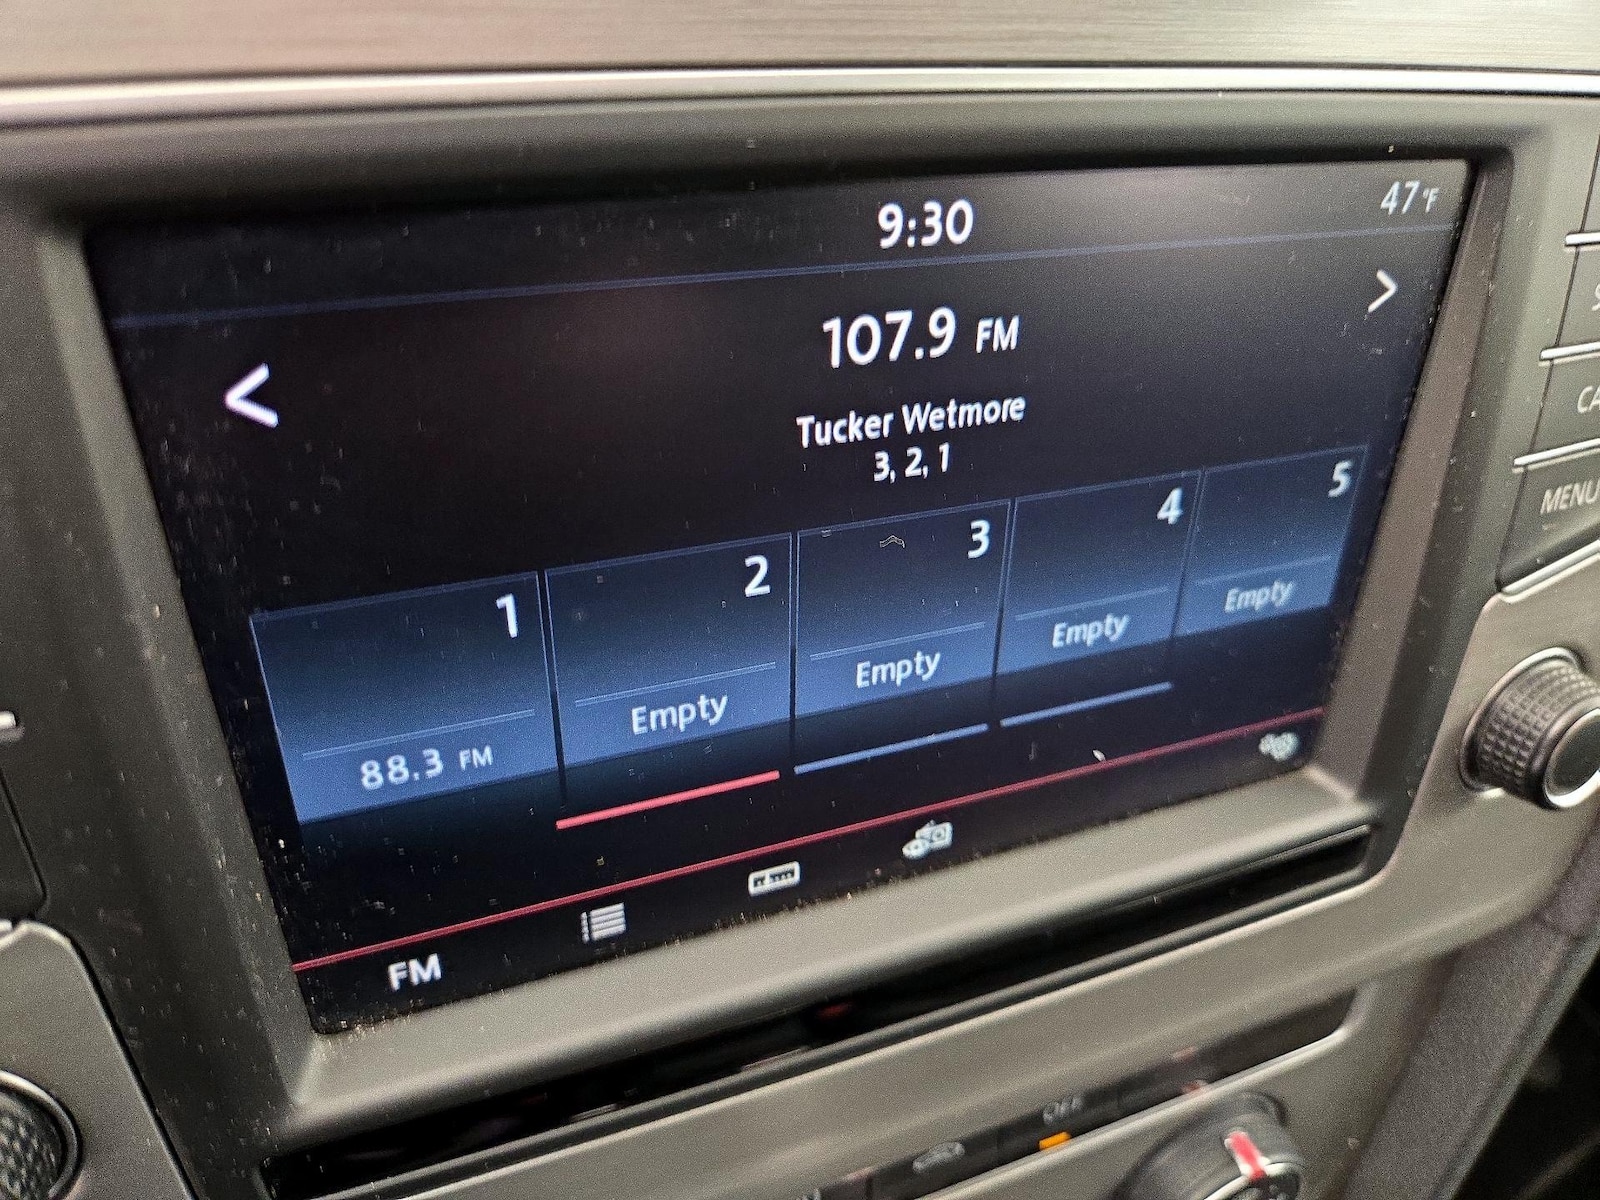 9:30
47°F
<
>
107.9 FM
Tucker Wetmore
3, 2, 1
1
2
3
4
5
88.3 FM
Empty
Empty
Empty
Empty
FM
MENU
OFF